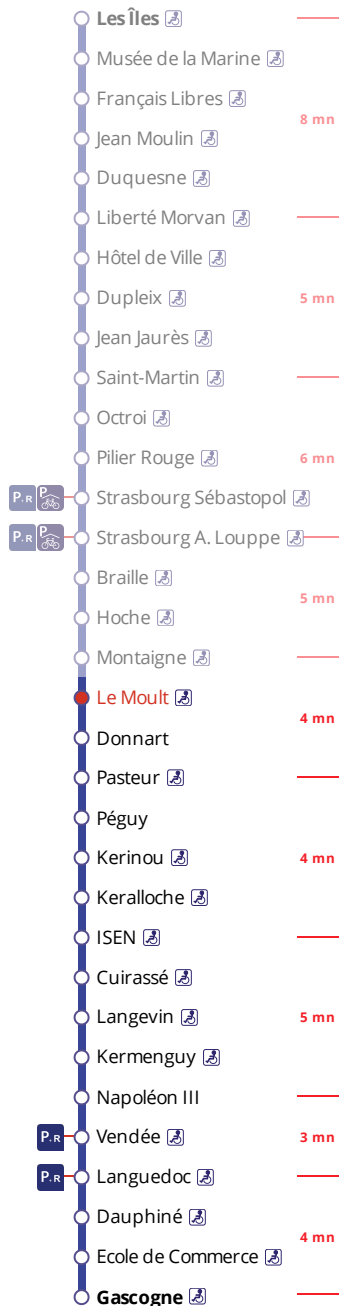 Les Îles
Musée de la Marine
Français Libres
8 mn
Jean Moulin
Duquesne
Liberté Morvan
Hôtel de Ville
Dupleix 5 mn
Jean Jaurès
Saint-Martin
Octroi
Pilier Rouge 6 mn
P+R P Strasbourg Sébastopol
P+R P Strasbourg A. Louppe
Braille
5 mn
Hoche
Montaigne
Le Moult
4 mn
Donnart
Pasteur
Péguy
Kerinou 4 mn
Keralloche
ISEN
Cuirassé
Langevin 5 mn
Kermenguy
Napoléon III
P+R Vendée 3 mn
P+R Languedoc
Dauphiné
4 mn
Ecole de Commerce
Gascogne